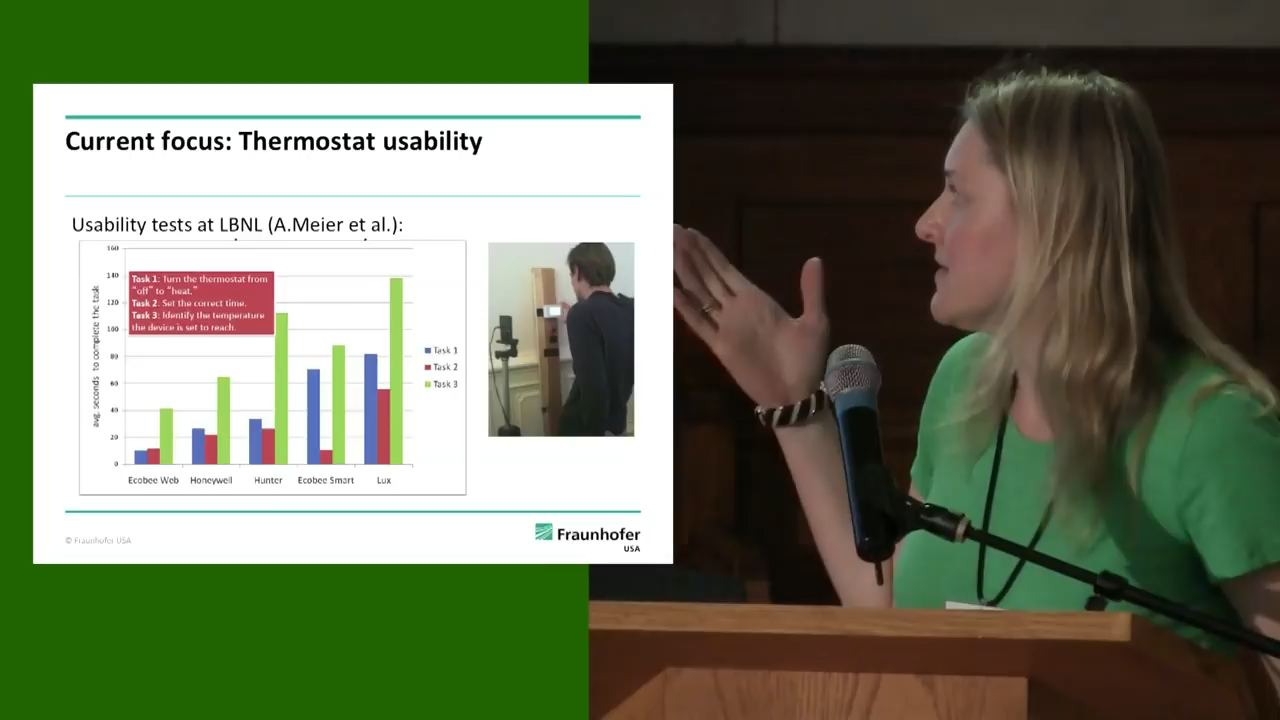 Current focus: Thermostat usability
Usability tests at LBNL (A.Meier et al.):
avg. seconds to complete the task
160
140
120
100
80
60
40
20
0
Task 1: Turn the thermostat from
"off" to "heat."
Task 2: Set the correct time.
Task 3: Identify the temperature
the device is set to reach.
Task 1
Task 2
Task 3
Ecobee Web
Honeywell
Hunter
Ecobee Smart
Lux
© Fraunhofer USA
Fraunhofer
USA